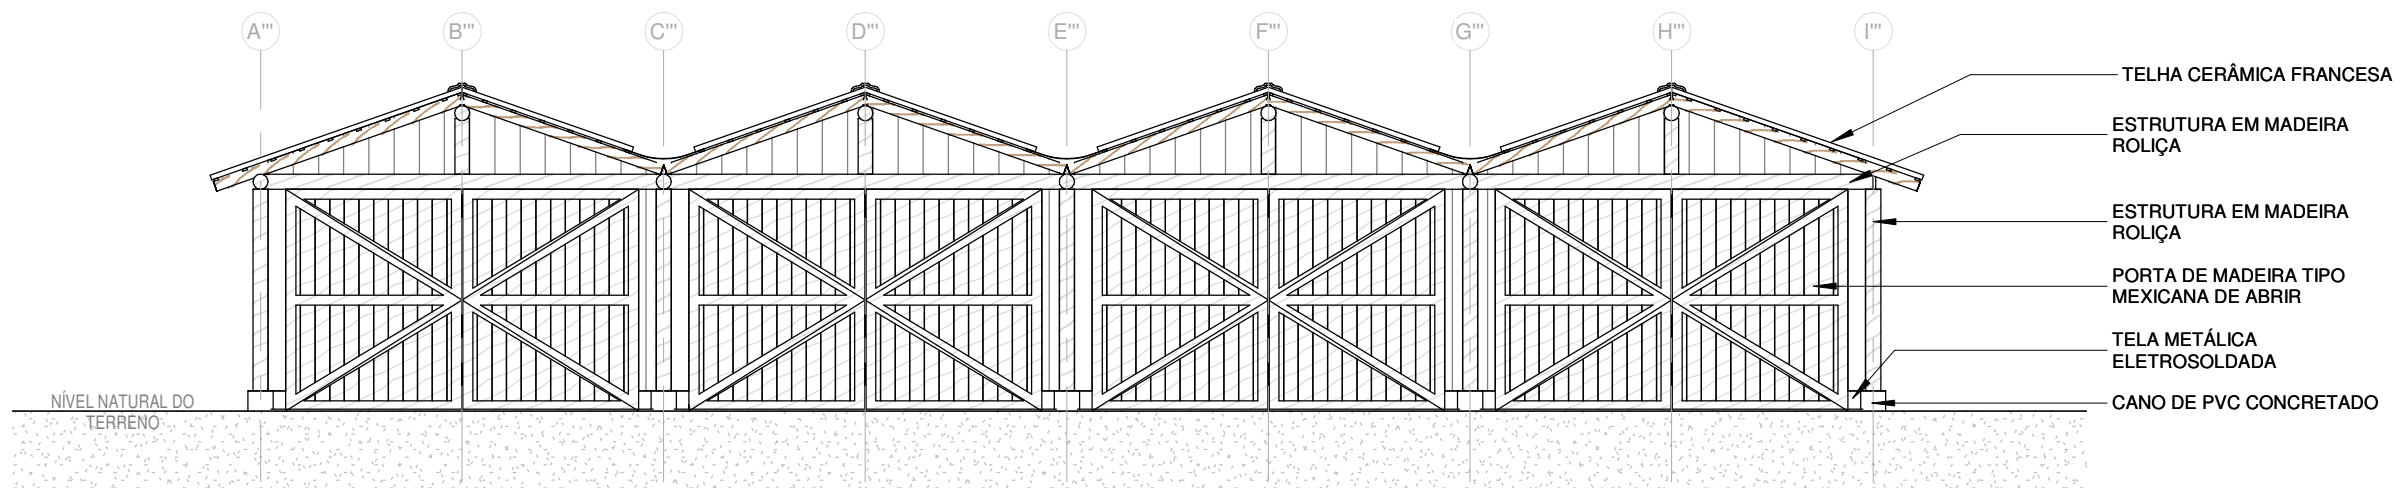 A'''
B'''
C'''
D'''
E'''
F'''
G'''
H'''
I'''
TELHA CERÂMICA FRANCESA
ESTRUTURA EM MADEIRA
ROLIÇA
ESTRUTURA EM MADEIRA
ROLIÇA
PORTA DE MADEIRA TIPO
MEXICANA DE ABRIR
TELA METÁLICA
ELETROSOLDADA
CANO DE PVC CONCRETADO
NÍVEL NATURAL DO
TERRENO